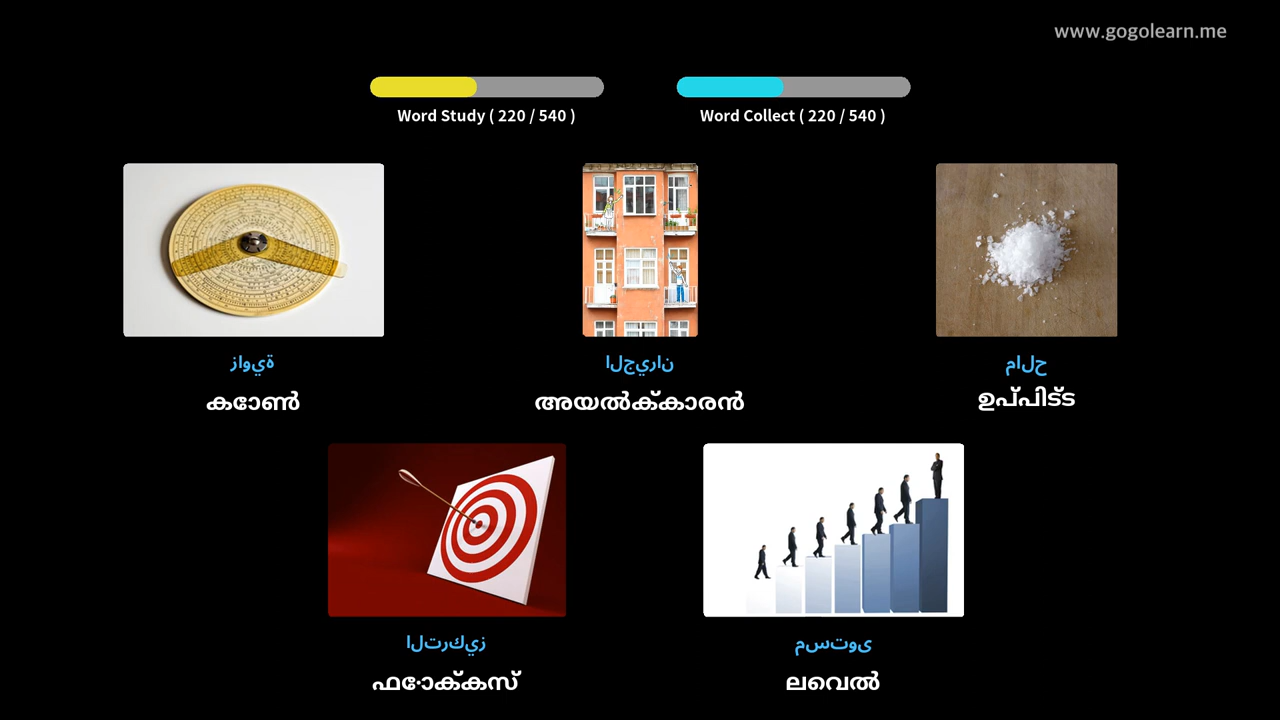 www.gogolearn.me
Word Study ( 220 / 540 )
Word Collect ( 220 / 540 )
زاوية
കോൺ
الجيران
അയൽക്കാരൻ
مالح
ഉപ്പിട്ട
التركيز
ഫോക്കസ്
مستوى
ലെവൽ